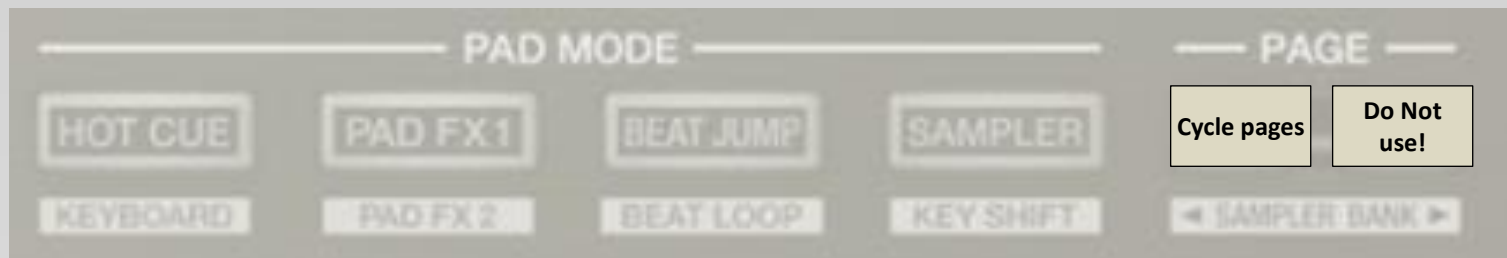 PAD MODE
PAGE
HOT CUE
PAD FX1
BEAT JUMP
SAMPLER
Cycle pages
Do Not
use!
KEYBOARD
PAD FX 2
BEAT LOOP
KEY SHIFT
◄ SAMPLER BANK ►